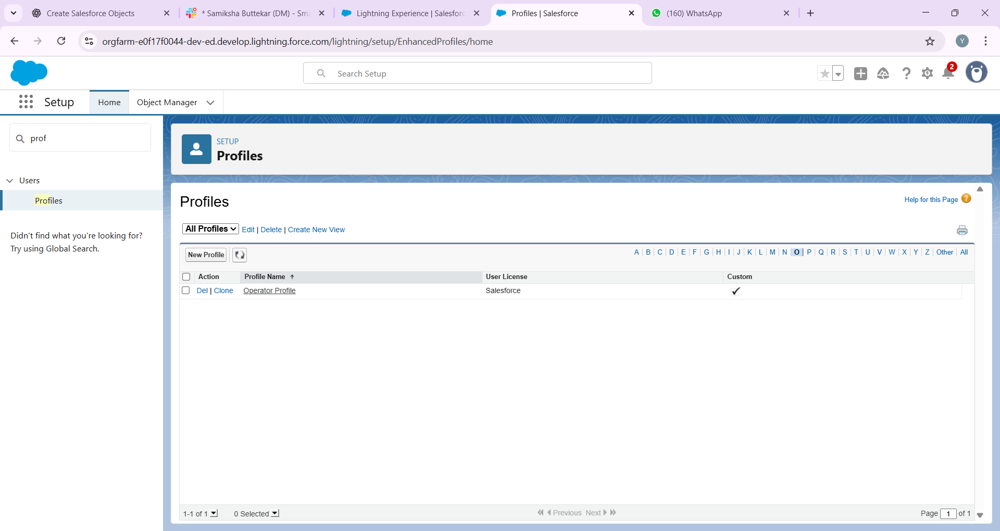 Create Salesforce Objects
* Samiksha Buttekar (DM) - Sma
Lightning Experience | Salesforc
Profiles | Salesforce
(160) WhatsApp
orgfarm-e0f17f0044-dev-ed.develop.lightning.force.com/lightning/setup/EnhancedProfiles/home
Y
Search Setup
2
Setup
Home
Object Manager
prof
Users
Profiles
Didn't find what you're looking for?
Try using Global Search.
SETUP
Profiles
Profiles
Help for this Page ?
All Profiles Edit | Delete | Create New View
New Profile
A | B | C | D | E | F | G | H | I | J | K | L | M | N | O | P | Q | R | S | T | U | V | W | X | Y | Z | Other | All
Action Profile Name User License Custom
Del | Clone Operator Profile Salesforce
1-1 of 1 0 Selected Previous Next Page 1 of 1